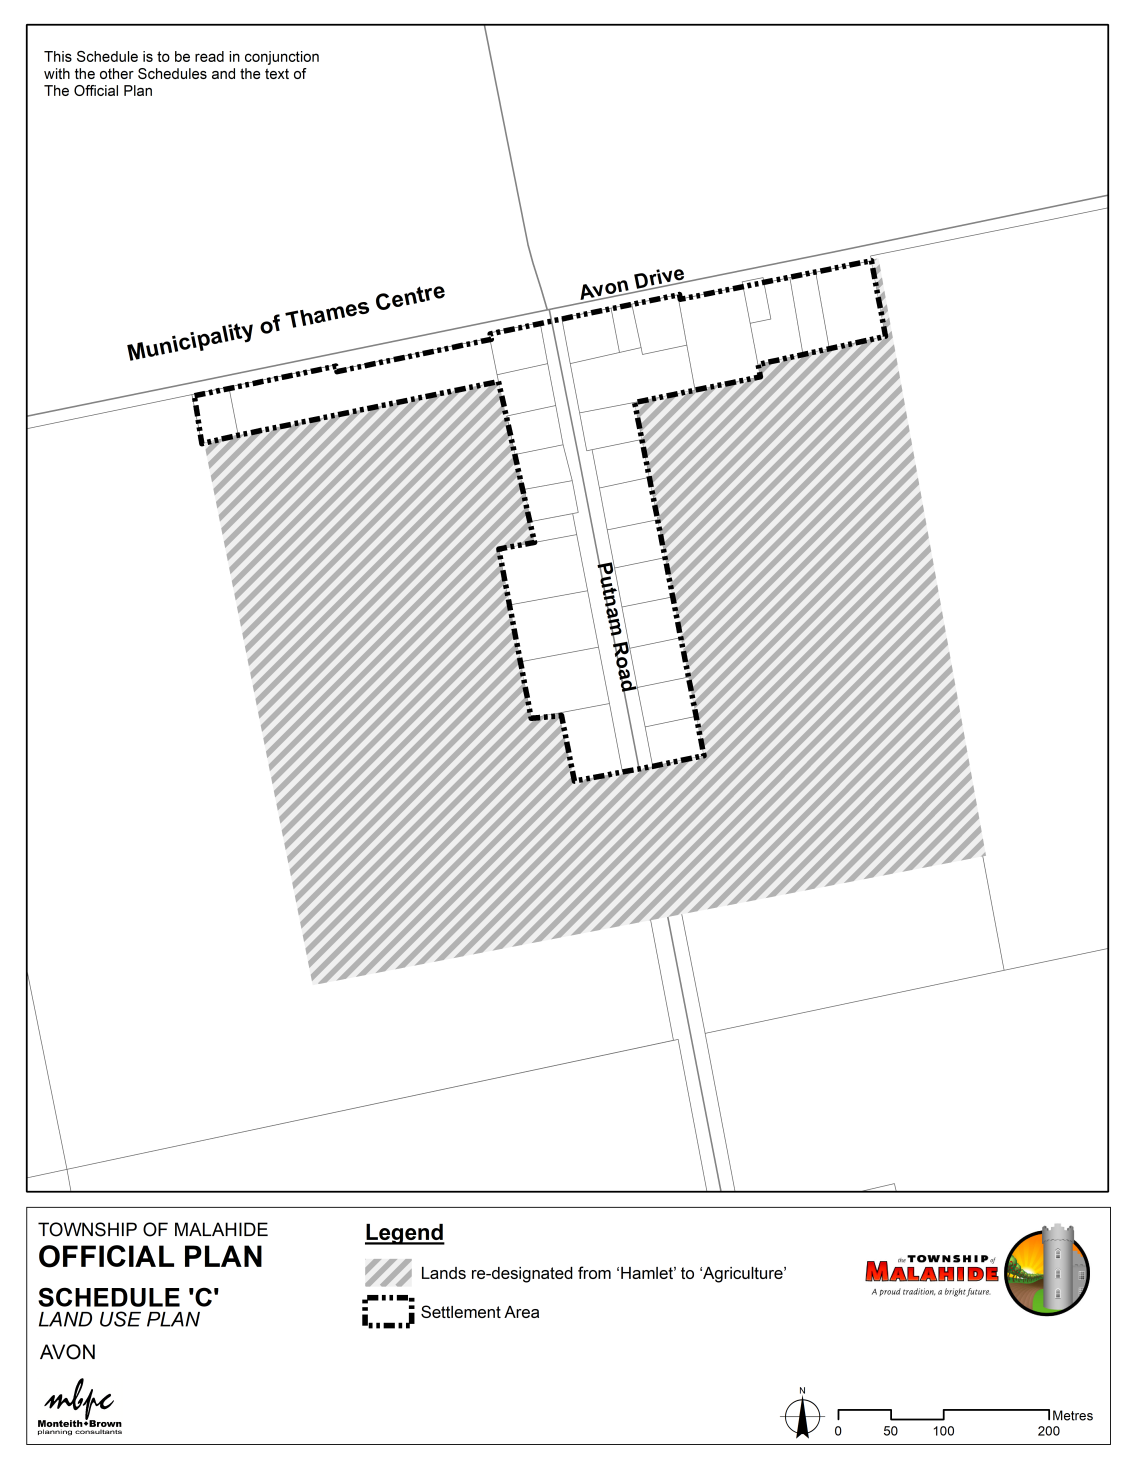 This Schedule is to be read in conjunction
with the other Schedules and the text of
The Official Plan
Municipality of Thames Centre
Avon Drive
Putnam Road
TOWNSHIP OF MALAHIDE
OFFICIAL PLAN
SCHEDULE 'C'
LAND USE PLAN
AVON
mbpc
Monteith♦Brown
planning consultants
Legend
Lands re-designated from ‘Hamlet’ to ‘Agriculture’
Settlement Area
the TOWNSHIP of
MALAHIDE
A proud tradition, a bright future.
N
Metres
0 50 100 200